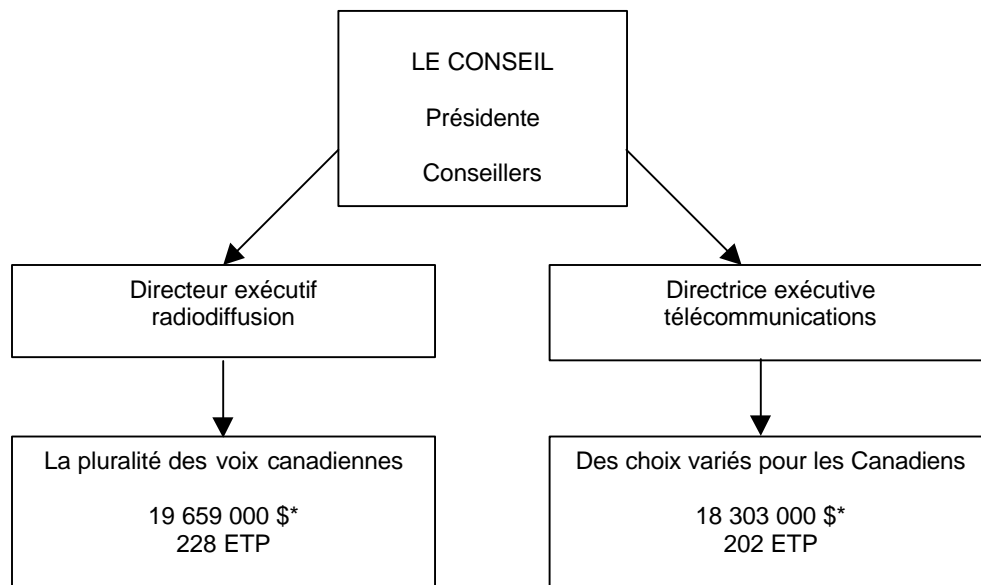 LE CONSEIL
Présidente
Conseillers
Directeur exécutif
radiodiffusion
Directrice exécutive
télécommunications
La pluralité des voix canadiennes
19 659 000 $*
228 ETP
Des choix variés pour les Canadiens
18 303 000 $*
202 ETP